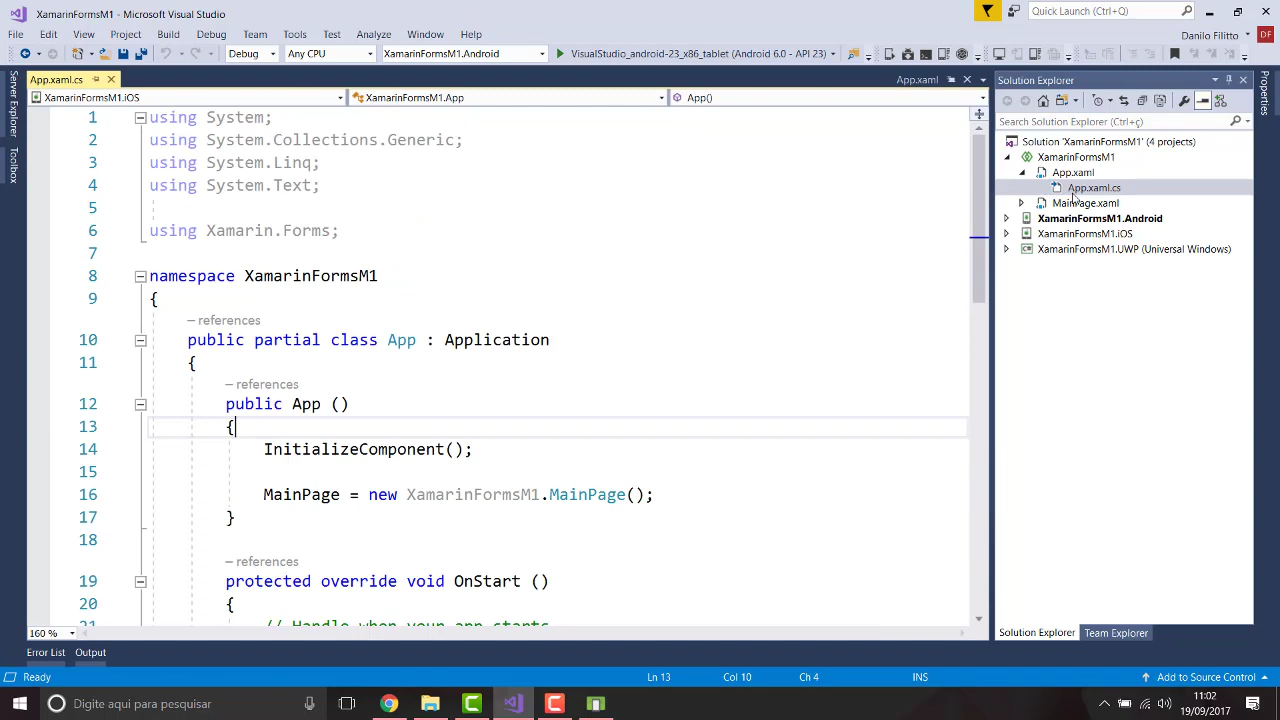 XamarinFormsM1 - Microsoft Visual Studio
Quick Launch (Ctrl+Q)
File Edit View Project Build Debug Team Tools Test Analyze Window Help
Danilo Filitto DF
Debug Any CPU XamarinFormsM1.Android VisualStudio_android-23_x86_tablet (Android 6.0 - API 23)
Server Explorer
Toolbox
App.xaml.cs
App.xaml
XamarinFormsM1.iOS XamarinFormsM1.App App()
1 using System;
2 using System.Collections.Generic;
3 using System.Linq;
4 using System.Text;
5
6 using Xamarin.Forms;
7
8 namespace XamarinFormsM1
9 {
– references
10 public partial class App : Application
11 {
– references
12 public App ()
13 {
14 InitializeComponent();
15
16 MainPage = new XamarinFormsM1.MainPage();
17 }
18
– references
19 protected override void OnStart ()
20 {
21 // Handle when your app starts
160 %
Solution Explorer
Search Solution Explorer (Ctrl+ç)
Solution 'XamarinFormsM1' (4 projects)
XamarinFormsM1
App.xaml
App.xaml.cs
MainPage.xaml
XamarinFormsM1.Android
XamarinFormsM1.iOS
XamarinFormsM1.UWP (Universal Windows)
Solution Explorer Team Explorer
Properties
Error List Output
Ready Ln 13 Col 10 Ch 4 INS Add to Source Control
Digite aqui para pesquisar
11:02
19/09/2017